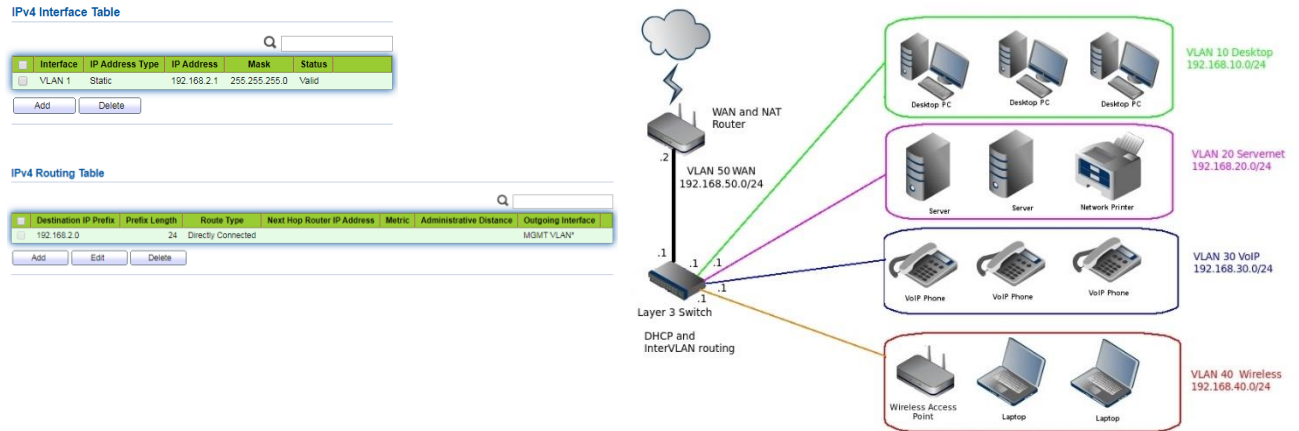 IPv4 Interface Table
Interface IP Address Type IP Address Mask Status
VLAN 1 Static 192.168.2.1 255.255.255.0 Valid
Add Delete
IPv4 Routing Table
Destination IP Prefix Prefix Length Route Type Next Hop Router IP Address Metric Administrative Distance Outgoing Interface
192.168.2.0 24 Directly Connected MGMT VLAN*
Add Edit Delete
WAN and NAT
Router
.2
VLAN 50 WAN
192.168.50.0/24
.1
.1
.1
.1
.1
Layer 3 Switch
DHCP and
InterVLAN routing
Desktop PC Desktop PC Desktop PC
VLAN 10 Desktop
192.168.10.0/24
Server Server Network Printer
VLAN 20 Servernet
192.168.20.0/24
VoIP Phone VoIP Phone VoIP Phone
VLAN 30 VoIP
192.168.30.0/24
Wireless Access
Point
Laptop Laptop
VLAN 40 Wireless
192.168.40.0/24